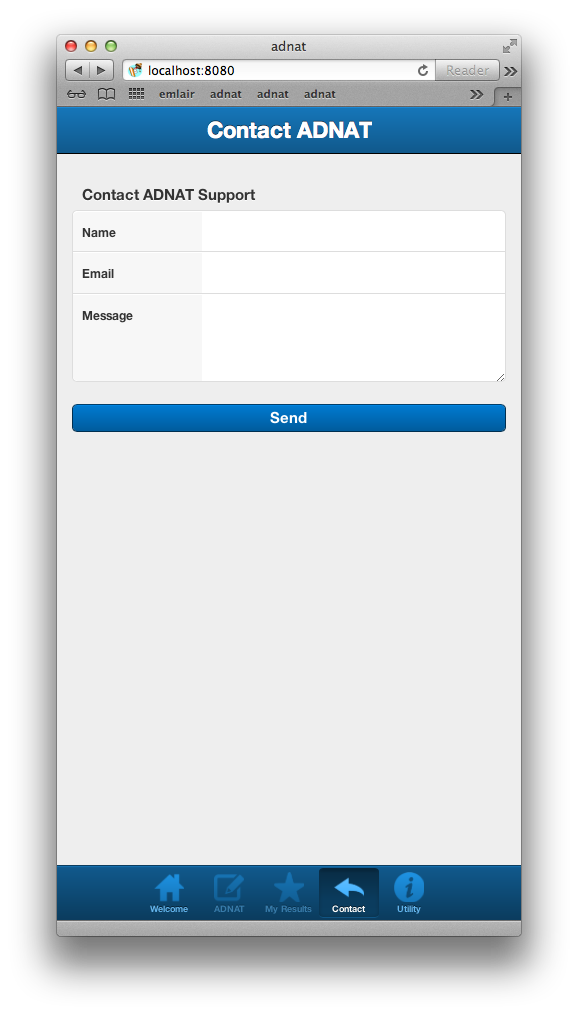 adnat
localhost:8080
Reader
emlair adnat adnat adnat
Contact ADNAT
Contact ADNAT Support
Name
Email
Message
Send
Welcome ADNAT My Results Contact Utility